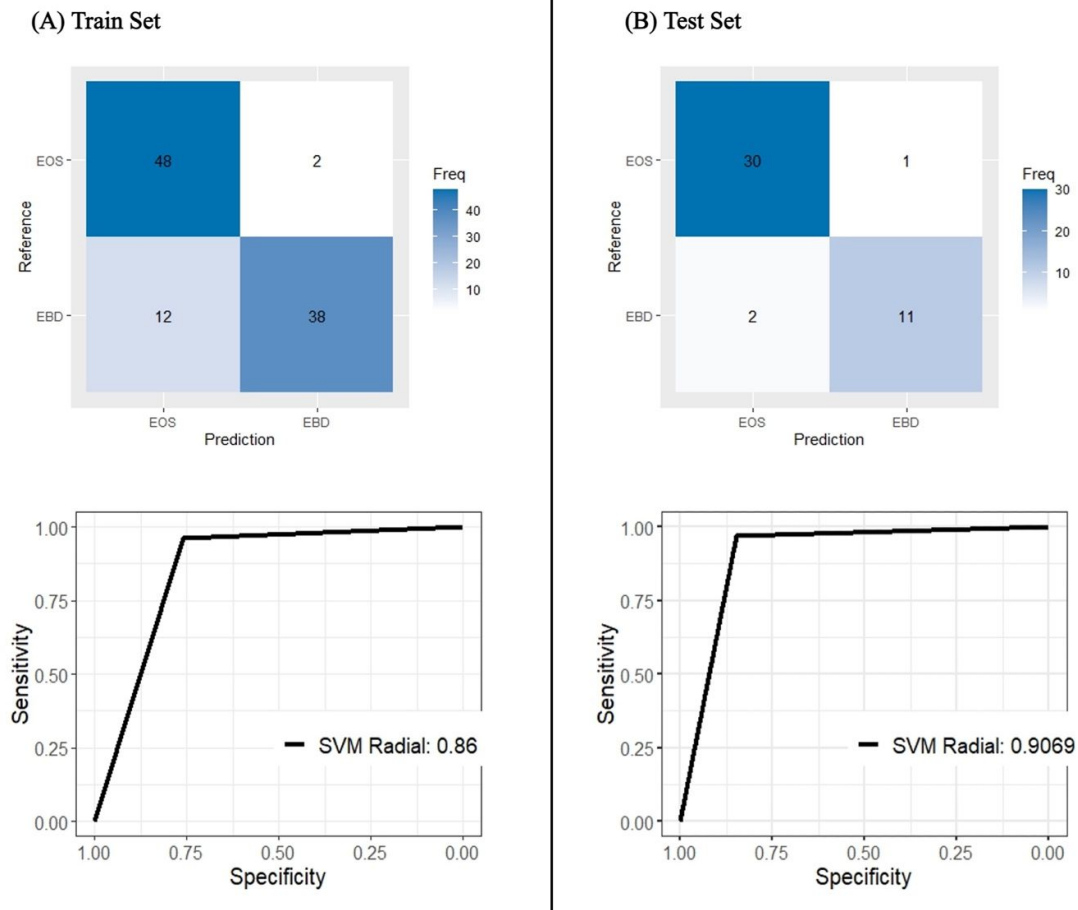 (A) Train Set
EOS
48
2
Reference
EBD
12
38
EOS
EBD
Prediction
Freq
40
30
20
10
1.00
0.75
0.50
0.25
0.00
Sensitivity
SVM Radial: 0.86
1.00
0.75
0.50
0.25
0.00
Specificity
(B) Test Set
EOS
30
1
Reference
EBD
2
11
EOS
EBD
Prediction
Freq
30
20
10
1.00
0.75
0.50
0.25
0.00
Sensitivity
SVM Radial: 0.9069
1.00
0.75
0.50
0.25
0.00
Specificity